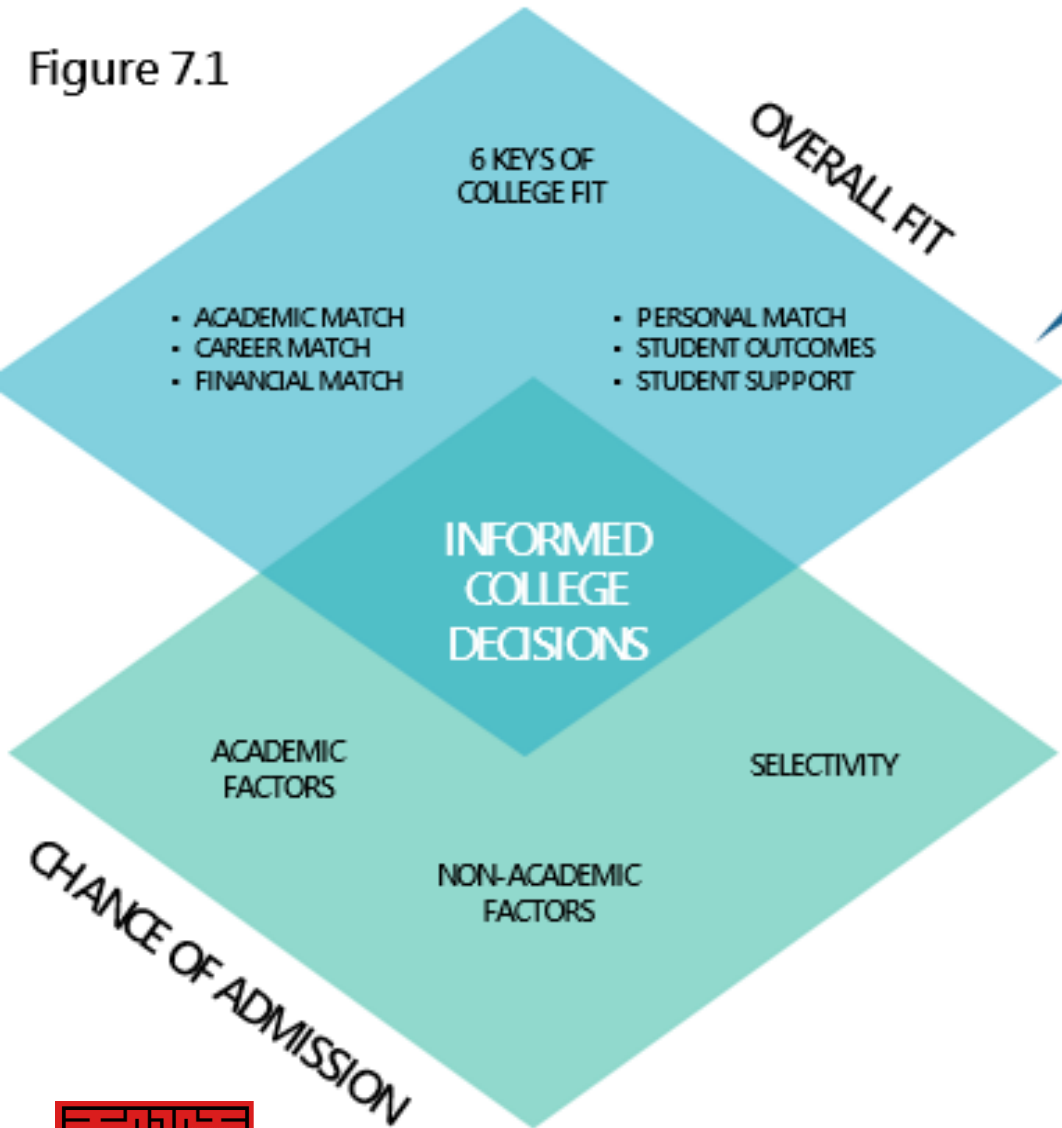 Figure 7.1
OVERALL FIT
6 KEYS OF
COLLEGE FIT
▪ ACADEMIC MATCH
▪ CAREER MATCH
▪ FINANCIAL MATCH
▪ PERSONAL MATCH
▪ STUDENT OUTCOMES
▪ STUDENT SUPPORT
INFORMED
COLLEGE
DECISIONS
ACADEMIC
FACTORS
SELECTIVITY
NON-ACADEMIC
FACTORS
CHANCE OF ADMISSION